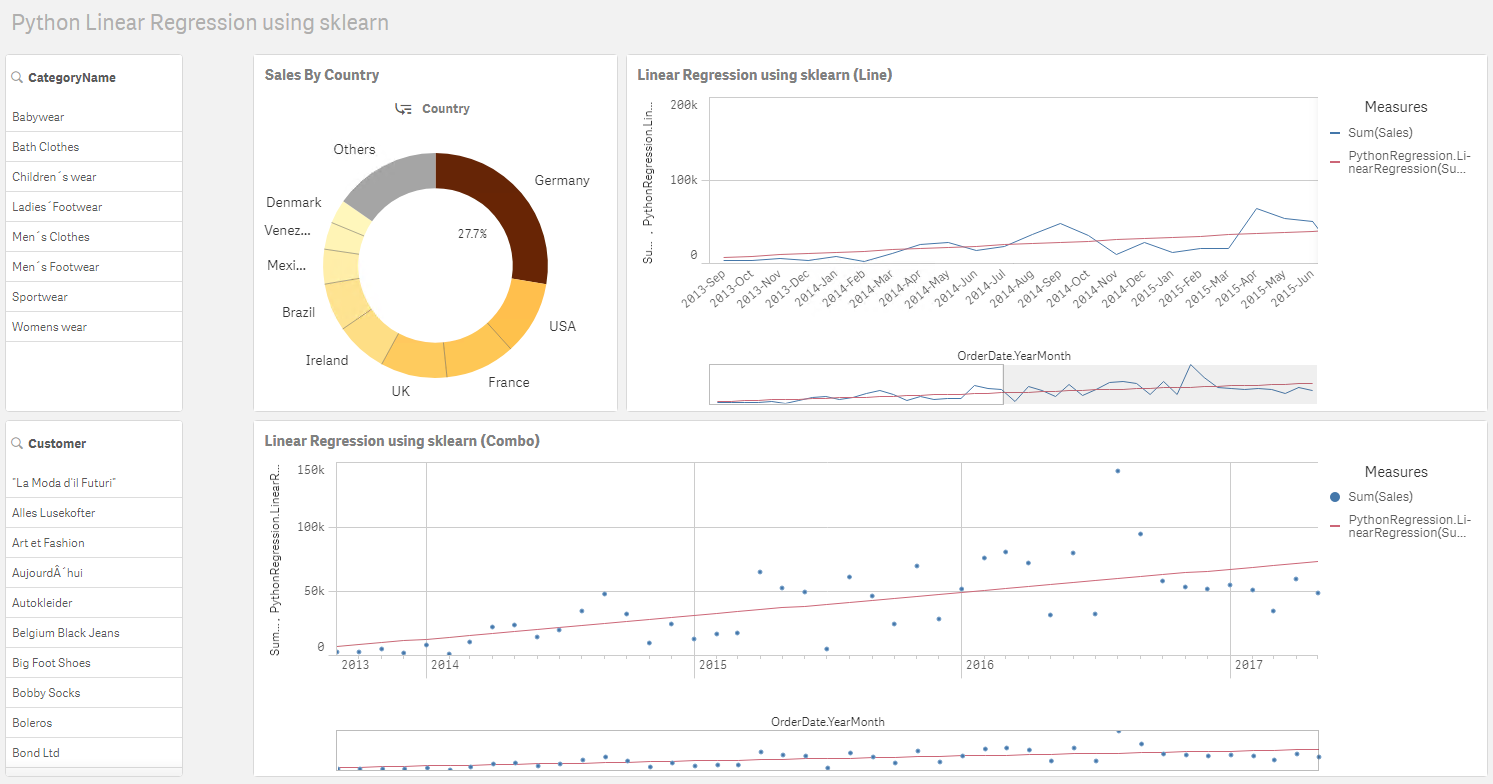 Python Linear Regression using sklearn
CategoryName
Babywear
Bath Clothes
Children´s wear
Ladies´Footwear
Men´s Clothes
Men´s Footwear
Sportwear
Womens wear
Customer
"La Moda d'il Futuri"
Alles Lusekofter
Art et Fashion
AujourdÂ´hui
Autokleider
Belgium Black Jeans
Big Foot Shoes
Bobby Socks
Boleros
Bond Ltd
Sales By Country
Country
Others
Germany
Denmark
Venez...
27.7%
Mexi...
Brazil
USA
Ireland
France
UK
Linear Regression using sklearn (Line)
Su... , PythonRegression.Lin...
200k
100k
0
2013-Sep
2013-Oct
2013-Nov
2013-Dec
2014-Jan
2014-Feb
2014-Mar
2014-Apr
2014-May
2014-Jun
2014-Jul
2014-Aug
2014-Sep
2014-Oct
2014-Nov
2014-Dec
2015-Jan
2015-Feb
2015-Mar
2015-Apr
2015-May
2015-Jun
OrderDate.YearMonth
Measures
Sum(Sales)
PythonRegression.Li-
nearRegression(Su...
Linear Regression using sklearn (Combo)
Sum... , PythonRegression.LinearR...
150k
100k
50k
0
2013
2014
2015
2016
2017
OrderDate.YearMonth
Measures
Sum(Sales)
PythonRegression.Li-
nearRegression(Su...